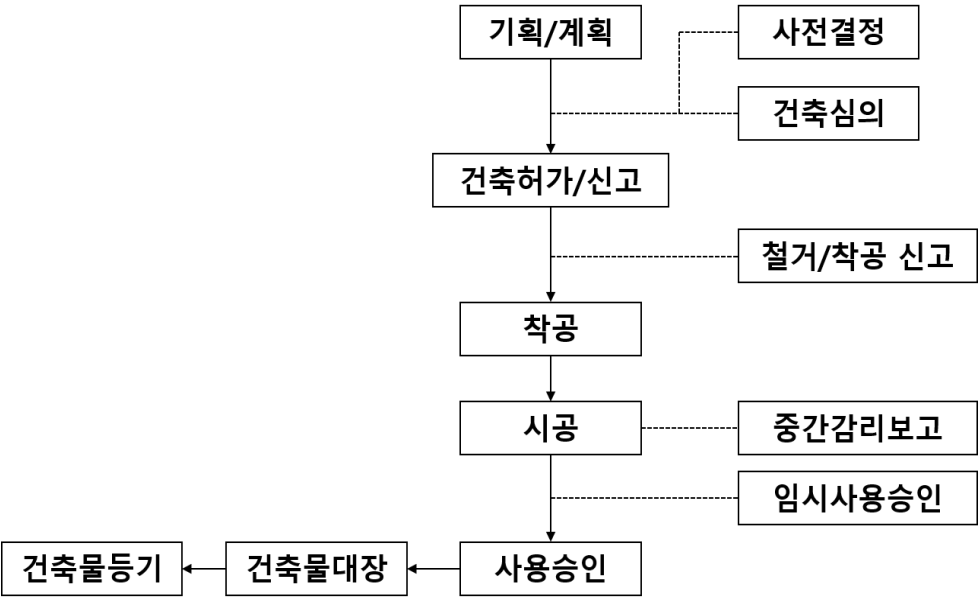 기획/계획
사전결정
건축심의
건축허가/신고
철거/착공 신고
착공
시공
중간감리보고
임시사용승인
건축물등기
건축물대장
사용승인